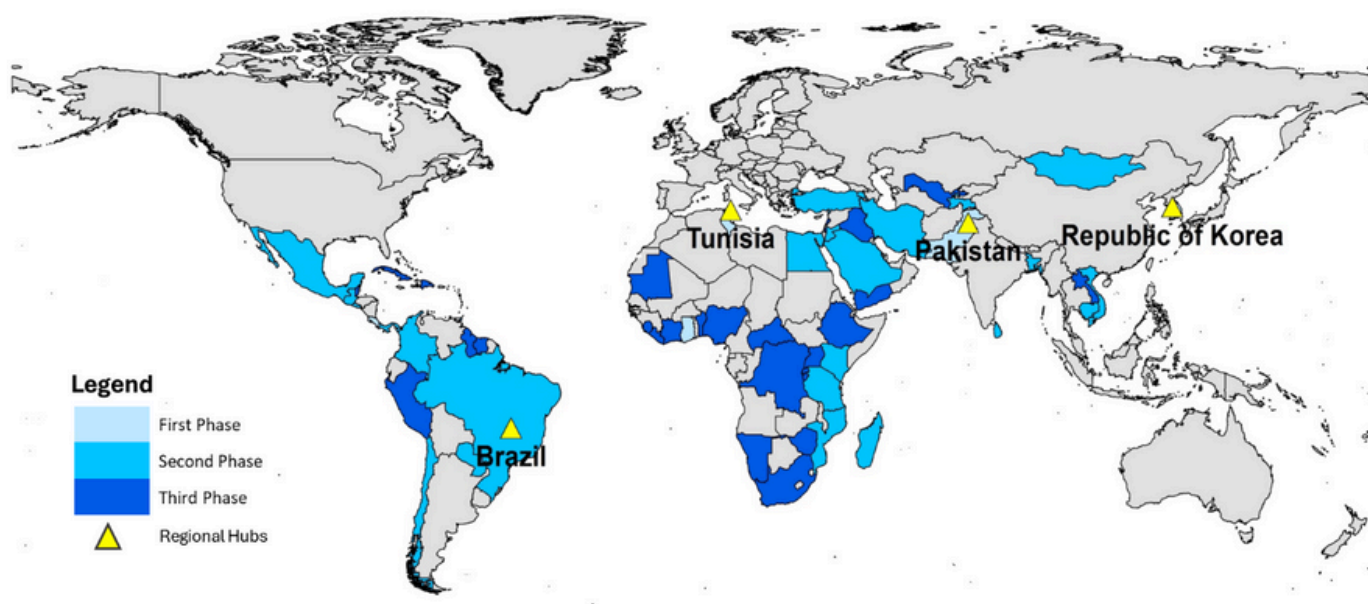 Tunisia
Pakistan
Republic of Korea
Brazil
Legend
First Phase
Second Phase
Third Phase
Regional Hubs